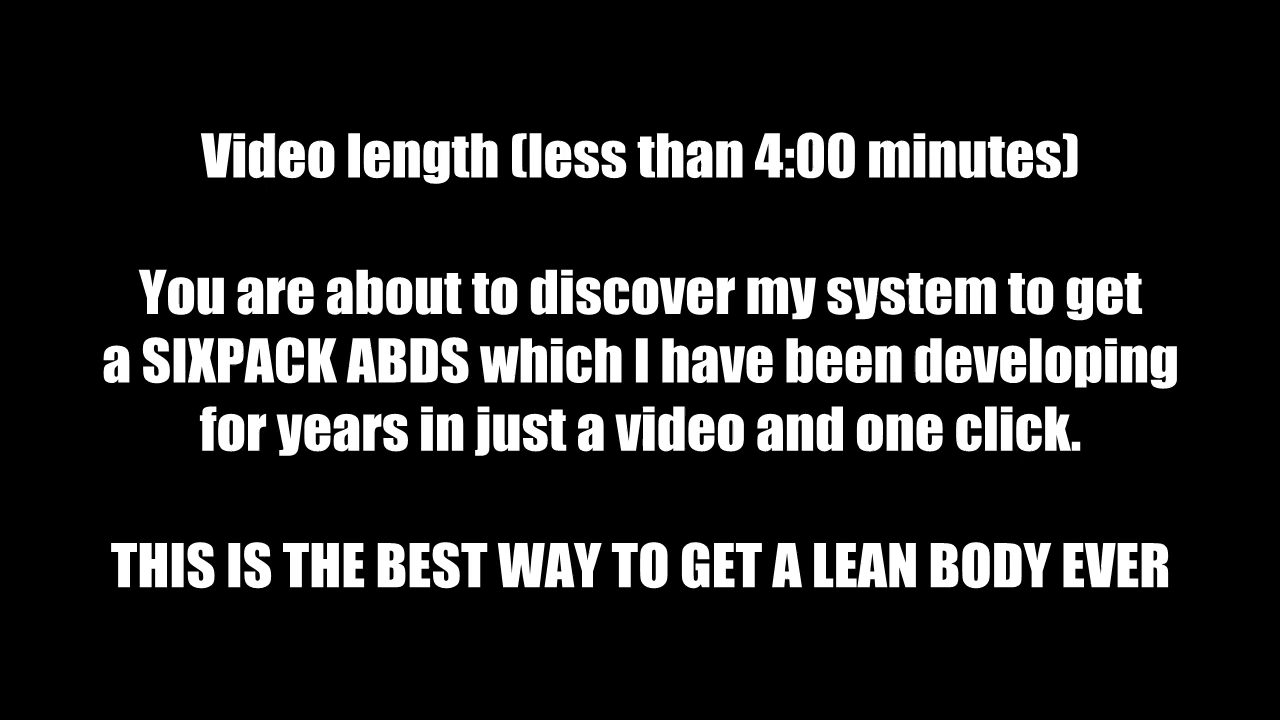 Video length (less than 4:00 minutes)
You are about to discover my system to get
a SIXPACK ABDS which I have been developing
for years in just a video and one click.
THIS IS THE BEST WAY TO GET A LEAN BODY EVER